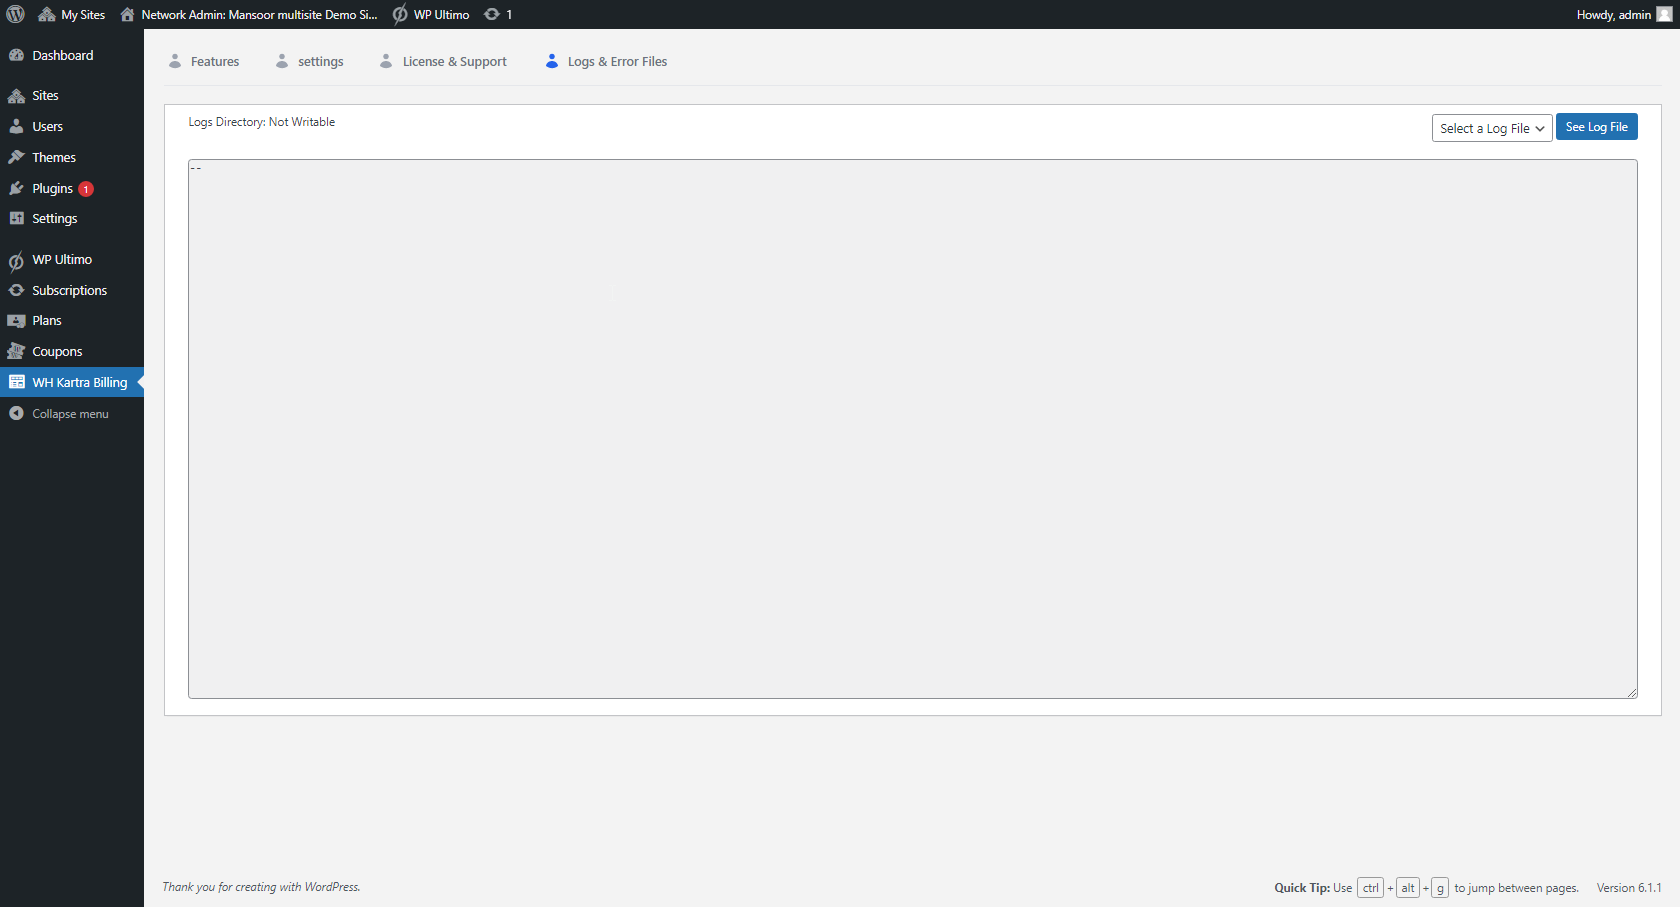 My Sites
Network Admin: Mansoor multisite Demo Si...
WP Ultimo
1
Howdy, admin
Dashboard
Sites
Users
Themes
Plugins 1
Settings
WP Ultimo
Subscriptions
Plans
Coupons
WH Kartra Billing
Collapse menu
Features
settings
License & Support
Logs & Error Files
Logs Directory: Not Writable
Select a Log File
See Log File
--
Thank you for creating with WordPress.
Quick Tip: Use ctrl + alt + g to jump between pages.
Version 6.1.1